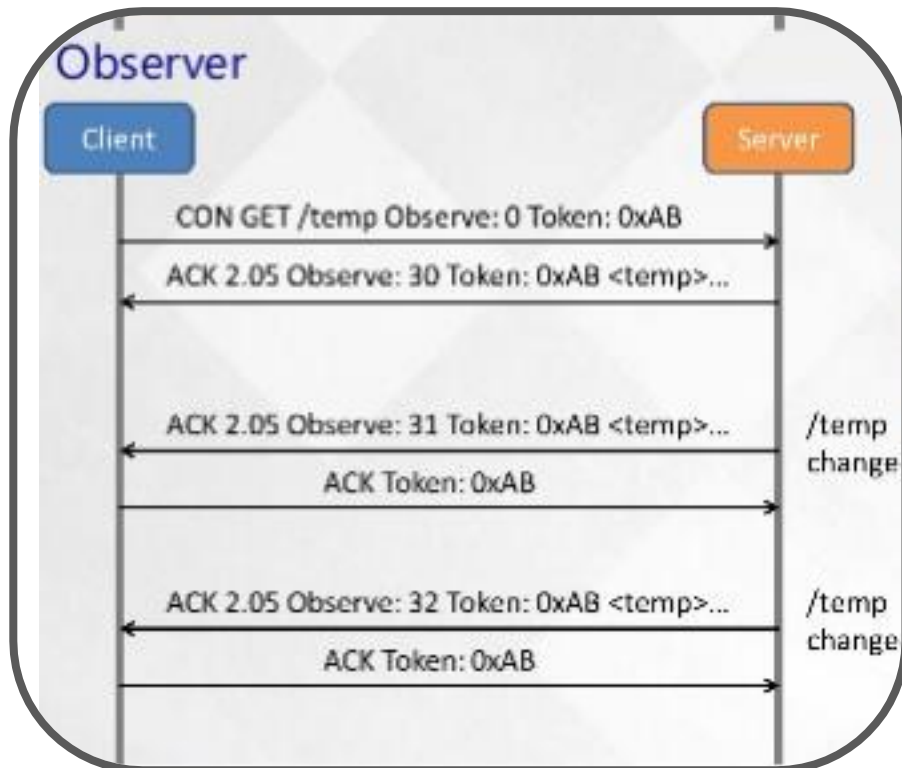 Observer
Client
Server
CON GET /temp Observe: 0 Token: 0xAB
ACK 2.05 Observe: 30 Token: 0xAB <temp>...
ACK 2.05 Observe: 31 Token: 0xAB <temp>...
/temp
change
ACK Token: 0xAB
ACK 2.05 Observe: 32 Token: 0xAB <temp>...
/temp
change
ACK Token: 0xAB